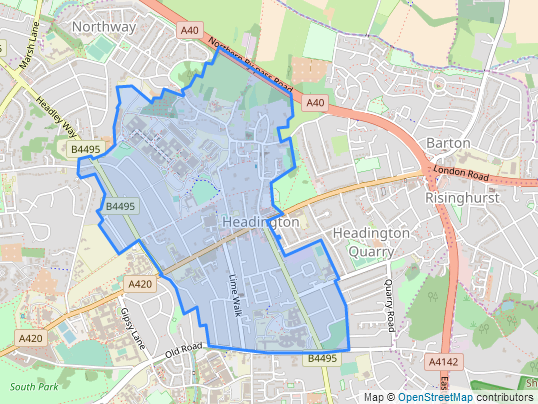 Northway
A40
Marsh Lane
Northern Bypass Road
Headley Way
A40
B4495
Barton
London Road
B4495
Risinghurst
Headington
Headington
Quarry
A420
Lime Walk
Gipsy Lane
Quarry Road
A420
Old Road
B4495
A4142
South Park
Map © OpenStreetMap contributors